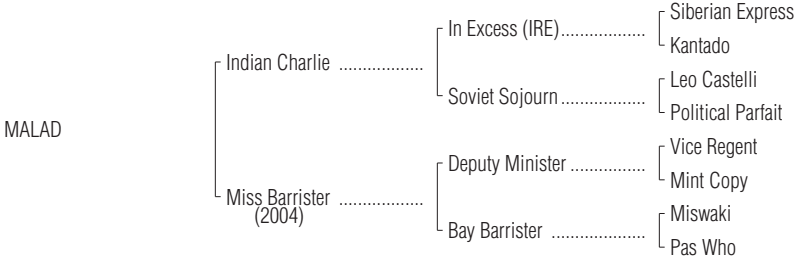 Siberian Express
In Excess (IRE)..................
Kantado
Indian Charlie ..................
Leo Castelli
Soviet Sojourn..................
Political Parfait
MALAD
Vice Regent
Deputy Minister ................
Mint Copy
Miss Barrister ..................
(2004)
Miswaki
Bay Barrister ....................
Pas Who